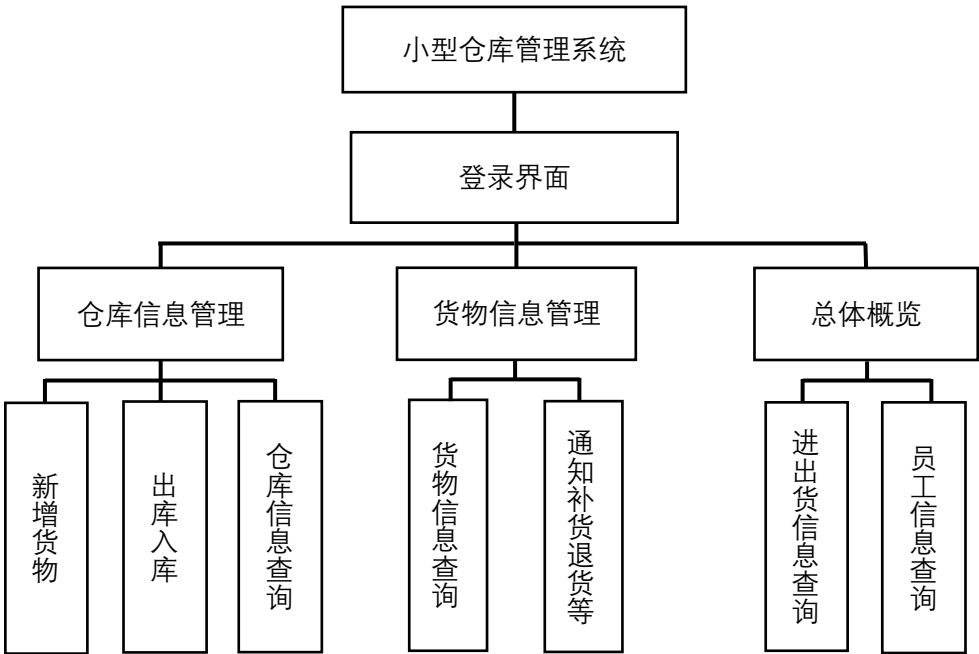 小型仓库管理系统
登录界面
仓库信息管理
货物信息管理
总体概览
新增货物
出库入库
仓库信息查询
货物信息查询
通知补货退货等
进出货信息查询
员工信息查询